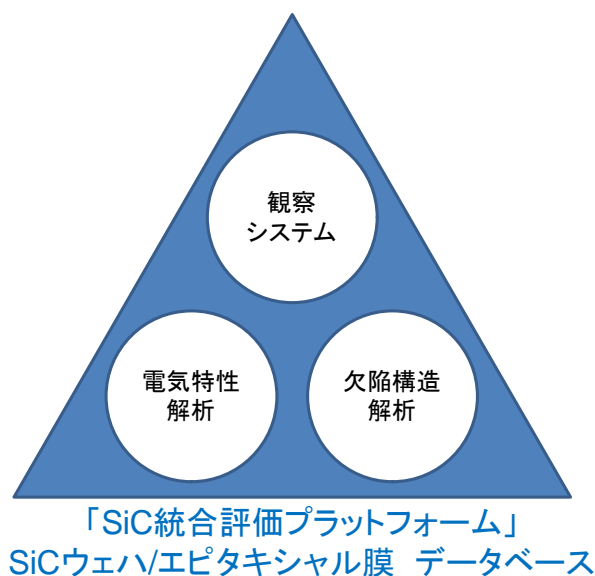 観察
システム
電気特性
解析
欠陥構造
解析
「SiC統合評価プラットフォーム」
SiCウェハ/エピタキシャル膜　データベース